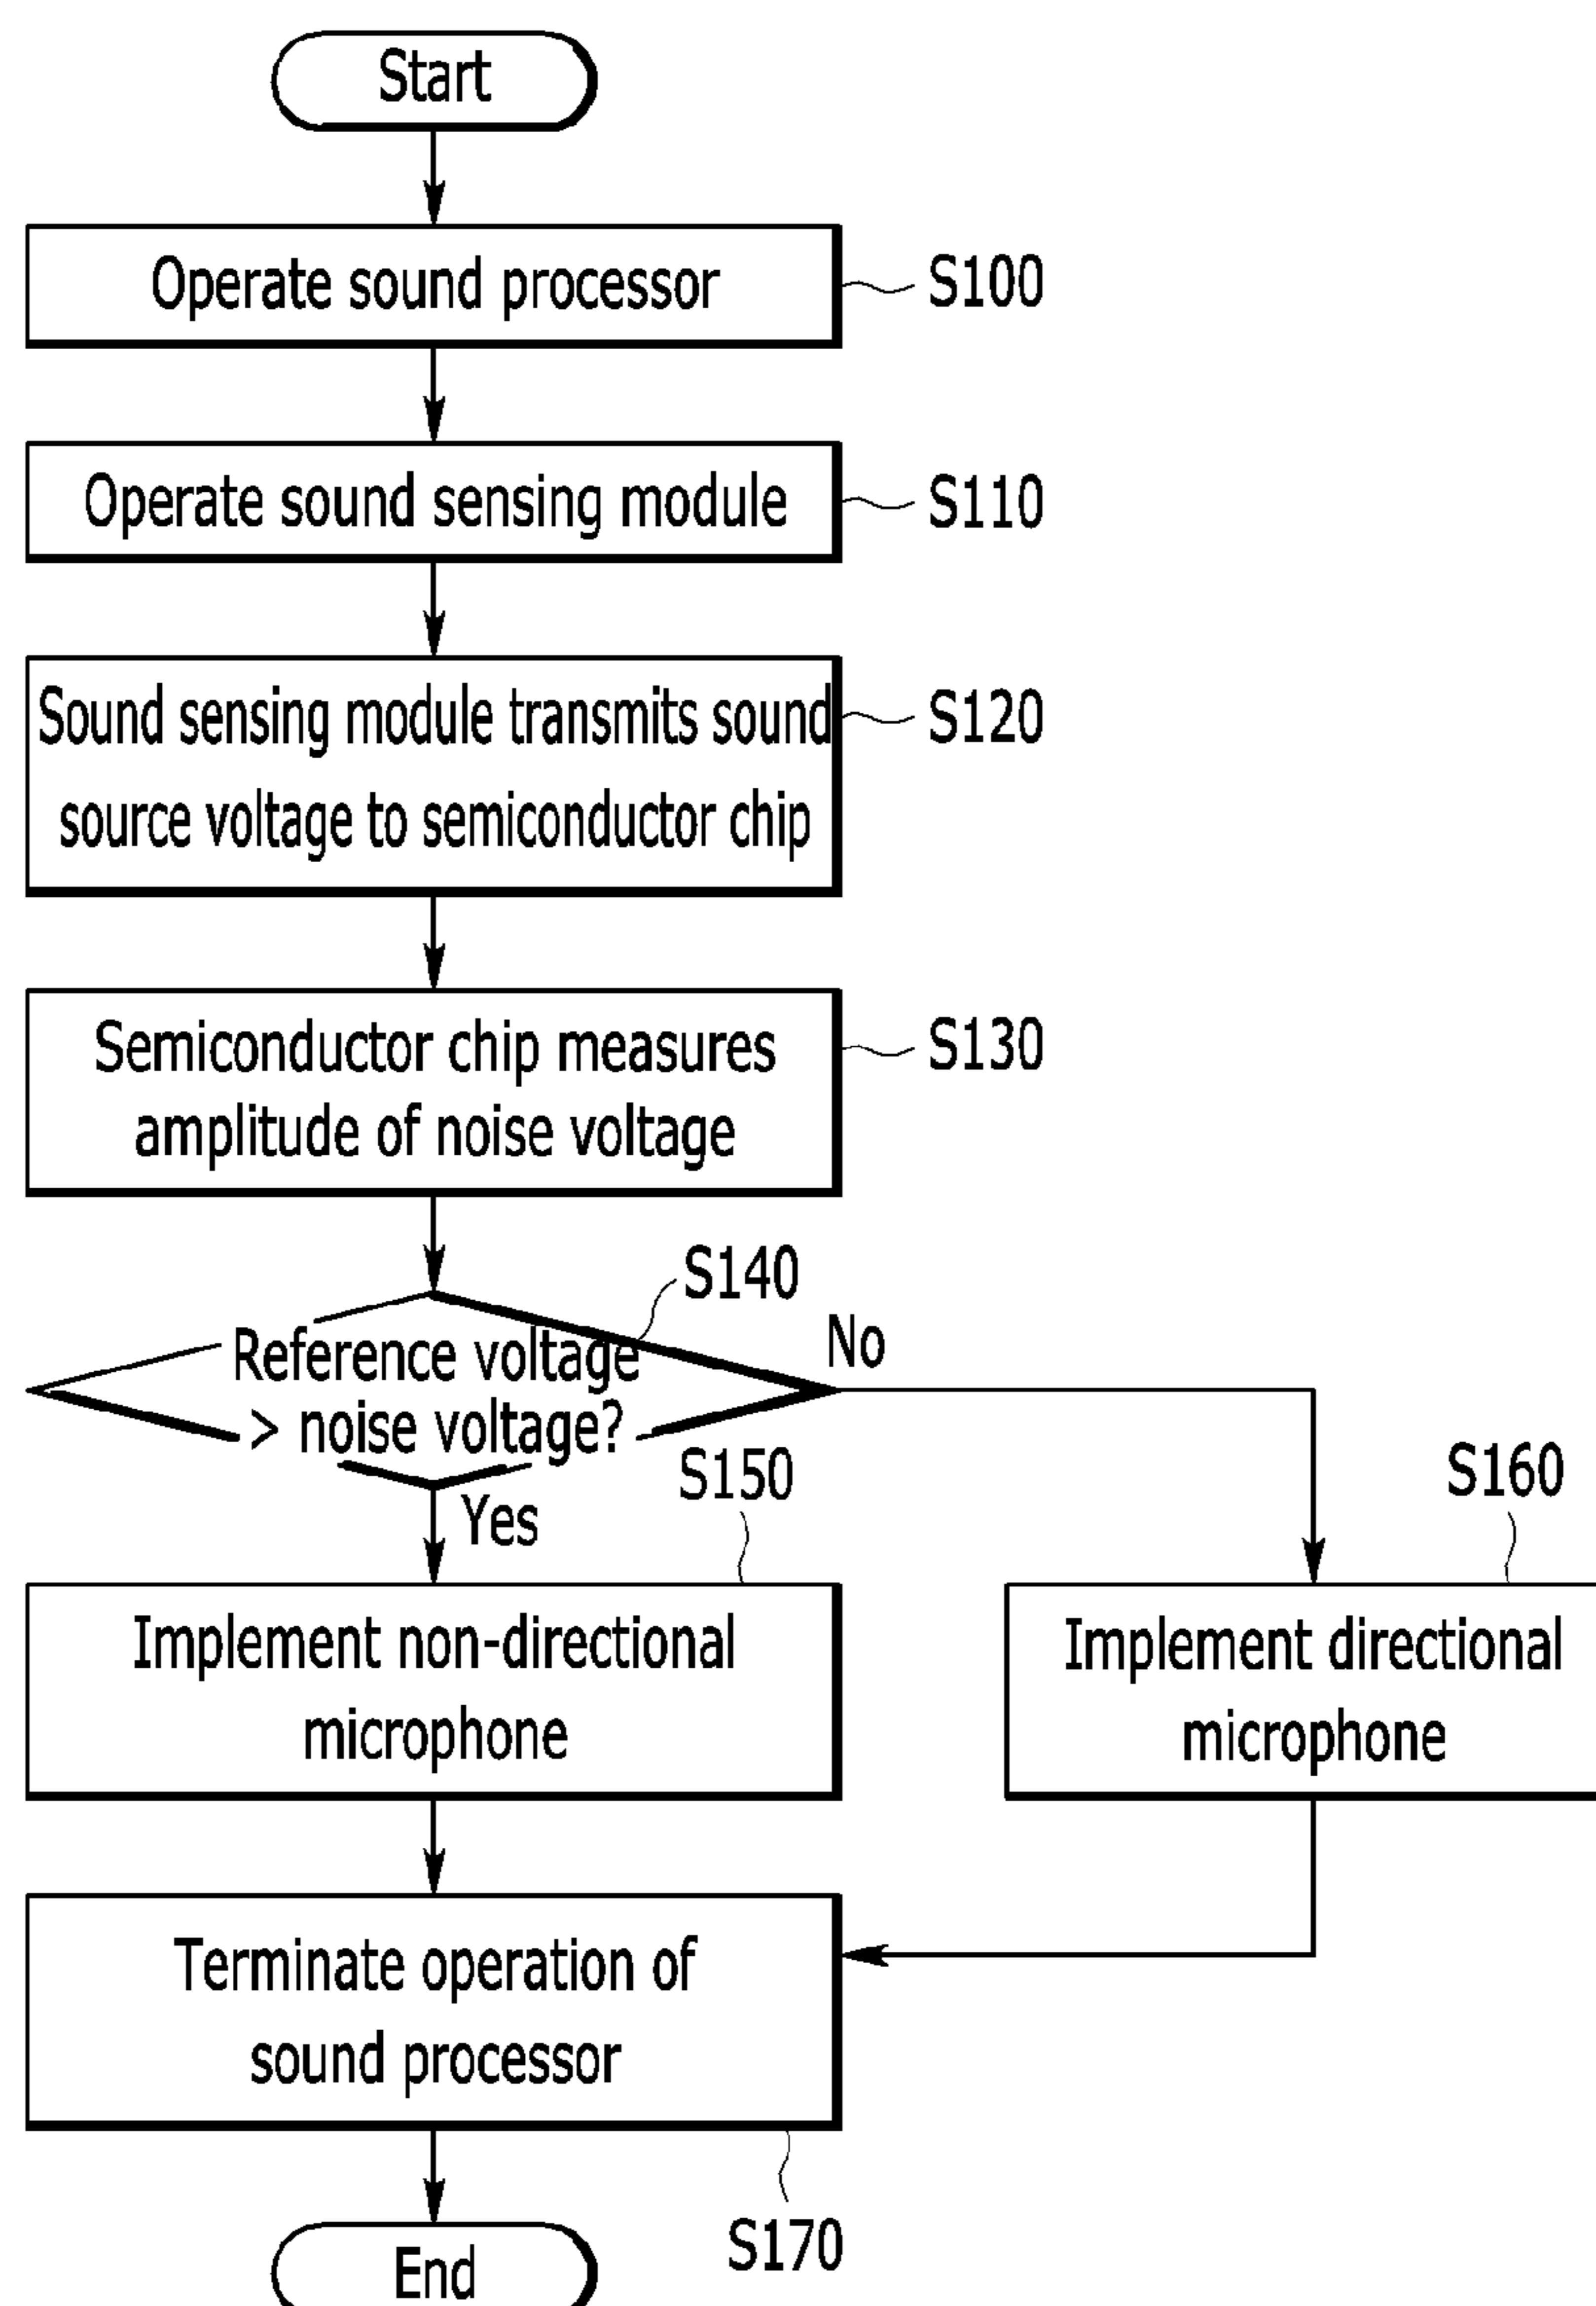 Start
Operate sound processor
S100
Operate sound sensing module
S110
Sound sensing module transmits sound
source voltage to semiconductor chip
S120
Semiconductor chip measures
amplitude of noise voltage
S130
S140
Reference voltage
> noise voltage?
No
Yes
S150
Implement non-directional
microphone
S160
Implement directional
microphone
Terminate operation of
sound processor
S170
End